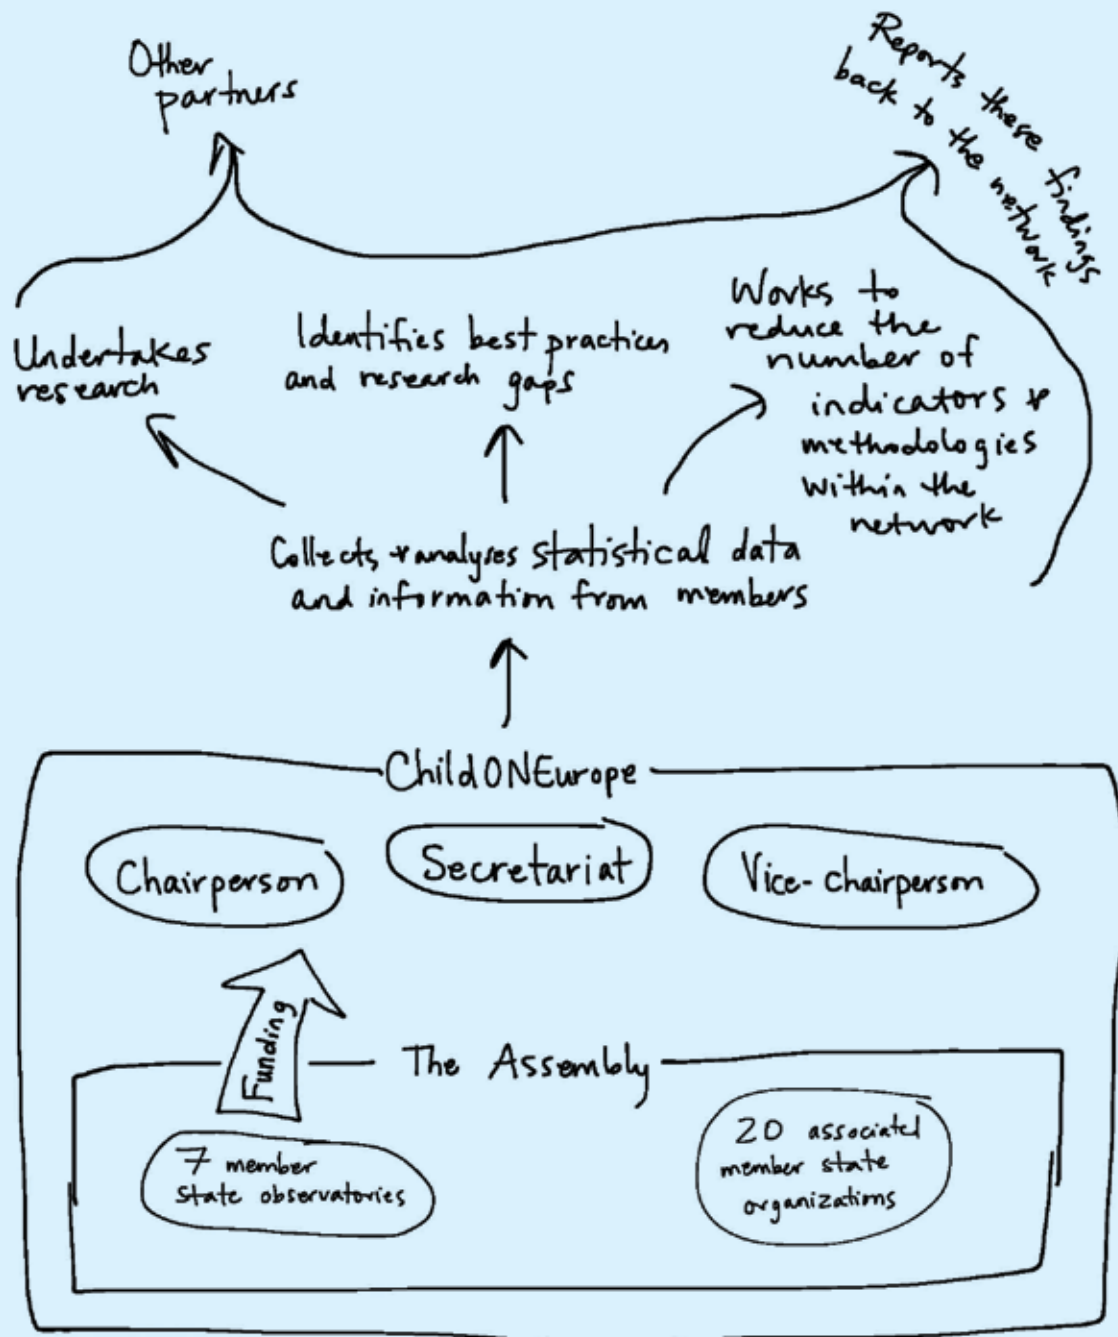 Other
partners
Reports these findings
back to the network
Undertakes
research
Identifies best practices
and research gaps
Works to
reduce the
number of
indicators &
methodologies
within the
network
Collects & analyses statistical data
and information from members
ChildONEurope
Chairperson
Secretariat
Vice-chairperson
Funding
The Assembly
7 member
state observatories
20 associated
member state
organizations